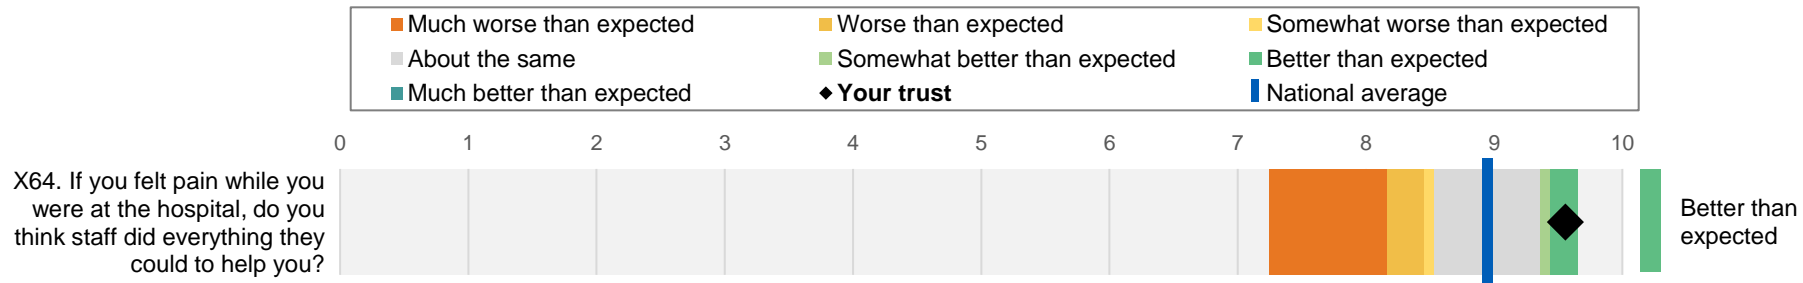 Much worse than expected
Worse than expected
Somewhat worse than expected
About the same
Somewhat better than expected
Better than expected
Much better than expected
Your trust
National average
0 1 2 3 4 5 6 7 8 9 10
X64. If you felt pain while you
were at the hospital, do you
think staff did everything they
could to help you?
Better than
expected